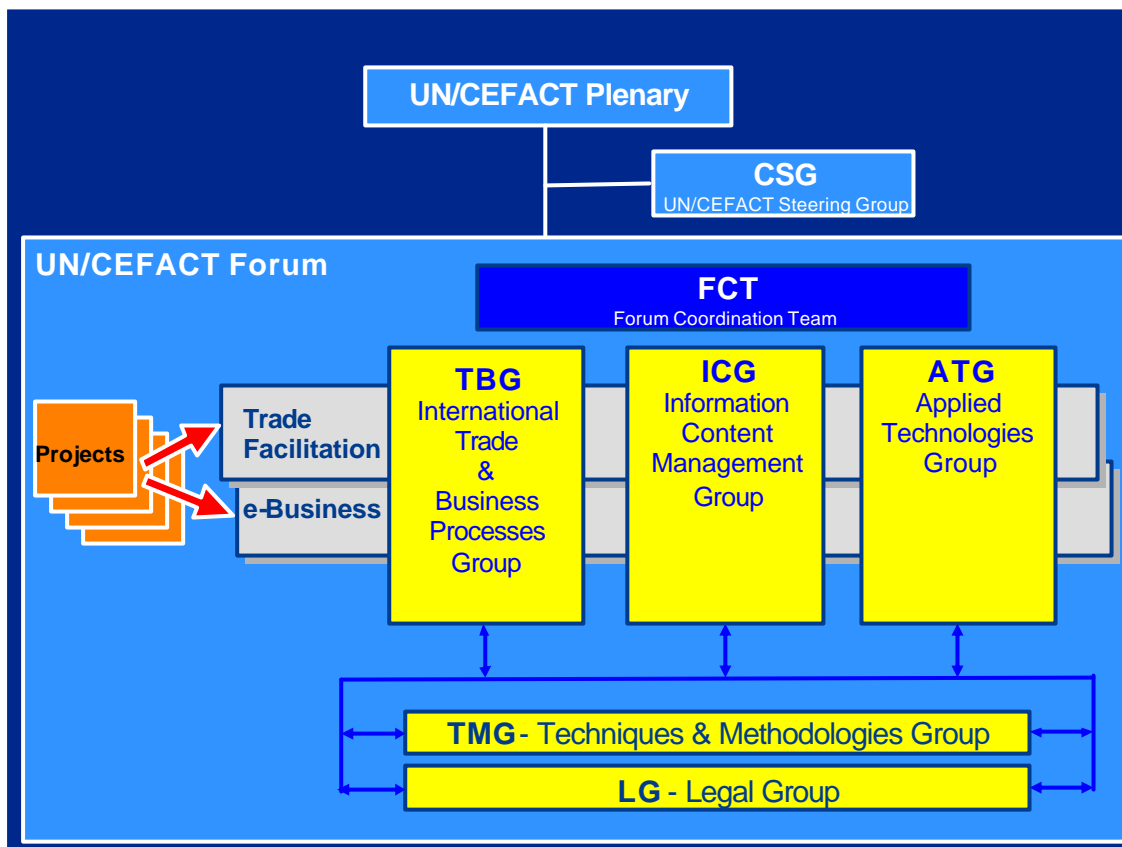 UN/CEFACT Plenary
CSG
UN/CEFACT Steering Group
UN/CEFACT Forum
FCT
Forum Coordination Team
Projects
Trade
Facilitation
e-Business
TBG
International
Trade
&
Business
Processes
Group
ICG
Information
Content
Management
Group
ATG
Applied
Technologies
Group
TMG - Techniques & Methodologies Group
LG - Legal Group